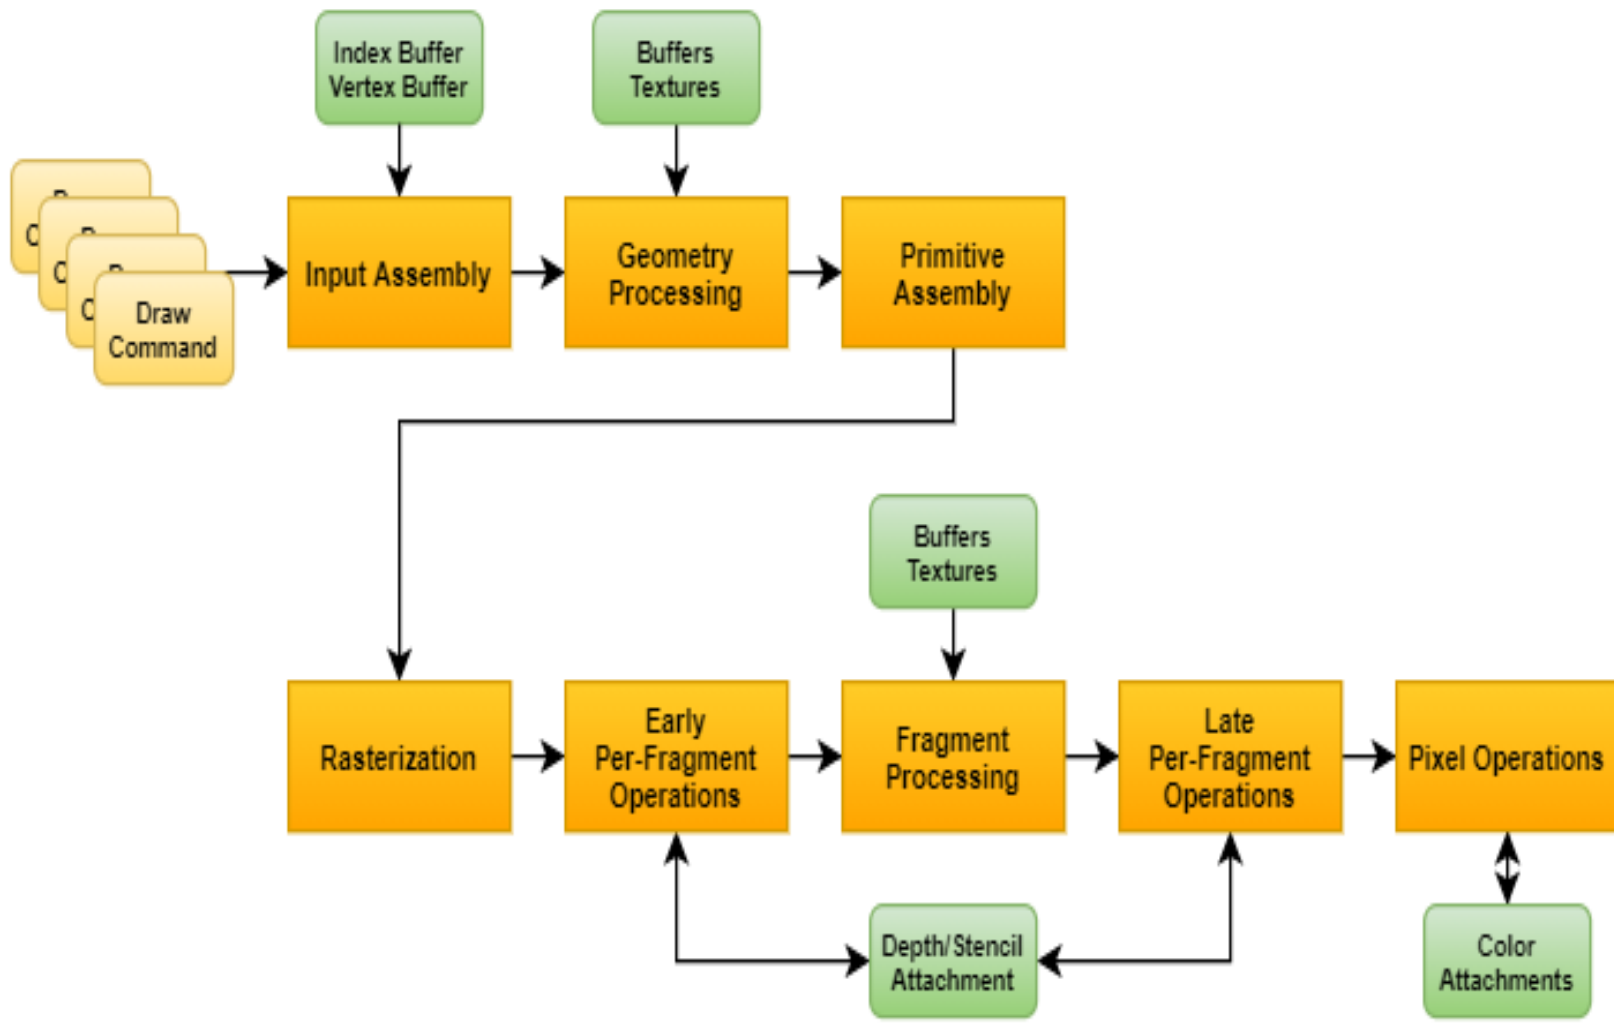 Index Buffer
Vertex Buffer
Buffers
Textures
Draw
Command
Input Assembly
Geometry
Processing
Primitive
Assembly
Buffers
Textures
Rasterization
Early
Per-Fragment
Operations
Fragment
Processing
Late
Per-Fragment
Operations
Pixel Operations
Depth/Stencil
Attachment
Color
Attachments